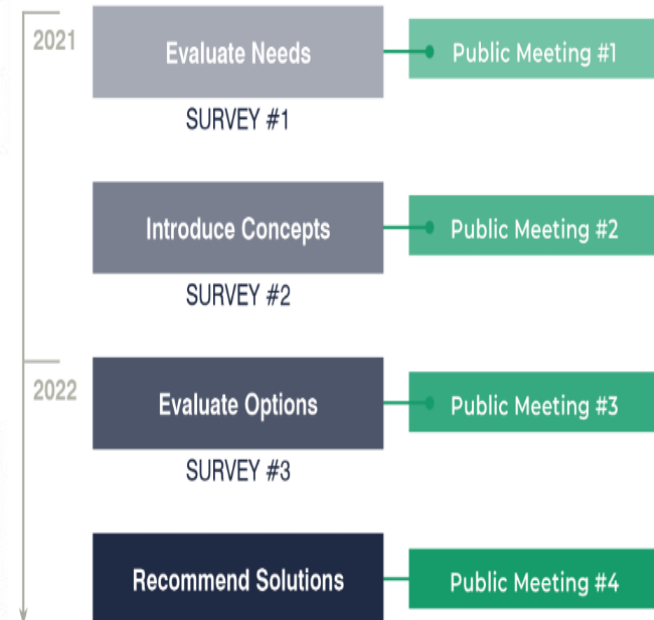 2021
Evaluate Needs
Public Meeting #1
SURVEY #1
Introduce Concepts
Public Meeting #2
SURVEY #2
2022
Evaluate Options
Public Meeting #3
SURVEY #3
Recommend Solutions
Public Meeting #4